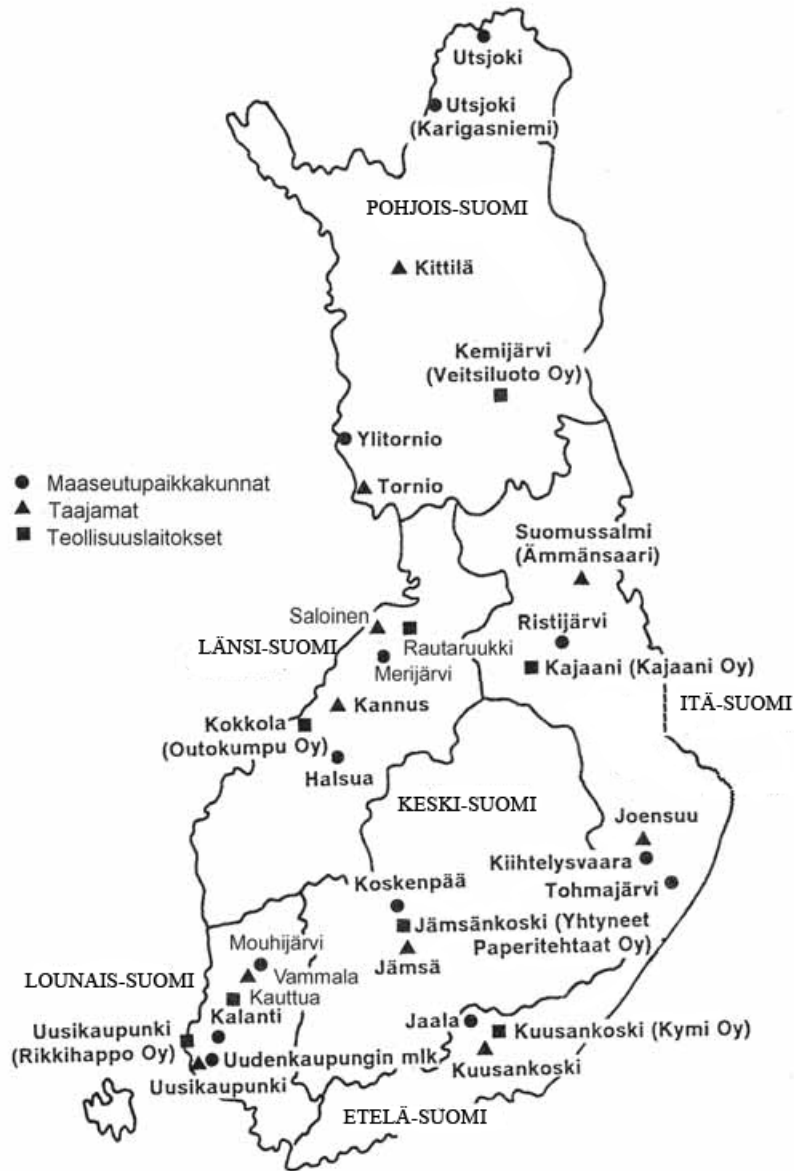 Utsjoki
Utsjoki
(Karigasniemi)
POHJOIS-SUOMI
Kittilä
Kemijärvi
(Veitsiluoto Oy)
Ylitornio
Tornio
Maaseutupaikkakunnat
Taajamat
Teollisuuslaitokset
Suomussalmi
(Ämmänsaari)
Saloinen
Ristijärvi
LÄNSI-SUOMI
Rautaruukki
Merijärvi
Kajaani (Kajaani Oy)
ITÄ-SUOMI
Kannus
Kokkola
(Outokumpu Oy)
Halsua
KESKI-SUOMI
Joensuu
Kiihtelysvaara
Koskenpää
Tohmajärvi
Jämsänkoski (Yhtyneet
Paperitehtaat Oy)
Jämsä
Mouhijärvi
LOUNAIS-SUOMI
Vammala
Kauttua
Kalanti
Jaala
Uusikaupunki
(Rikkihappo Oy)
Kuusankoski (Kymi Oy)
Uudenkaupungin mlk
Kuusankoski
Uusikaupunki
ETELÄ-SUOMI